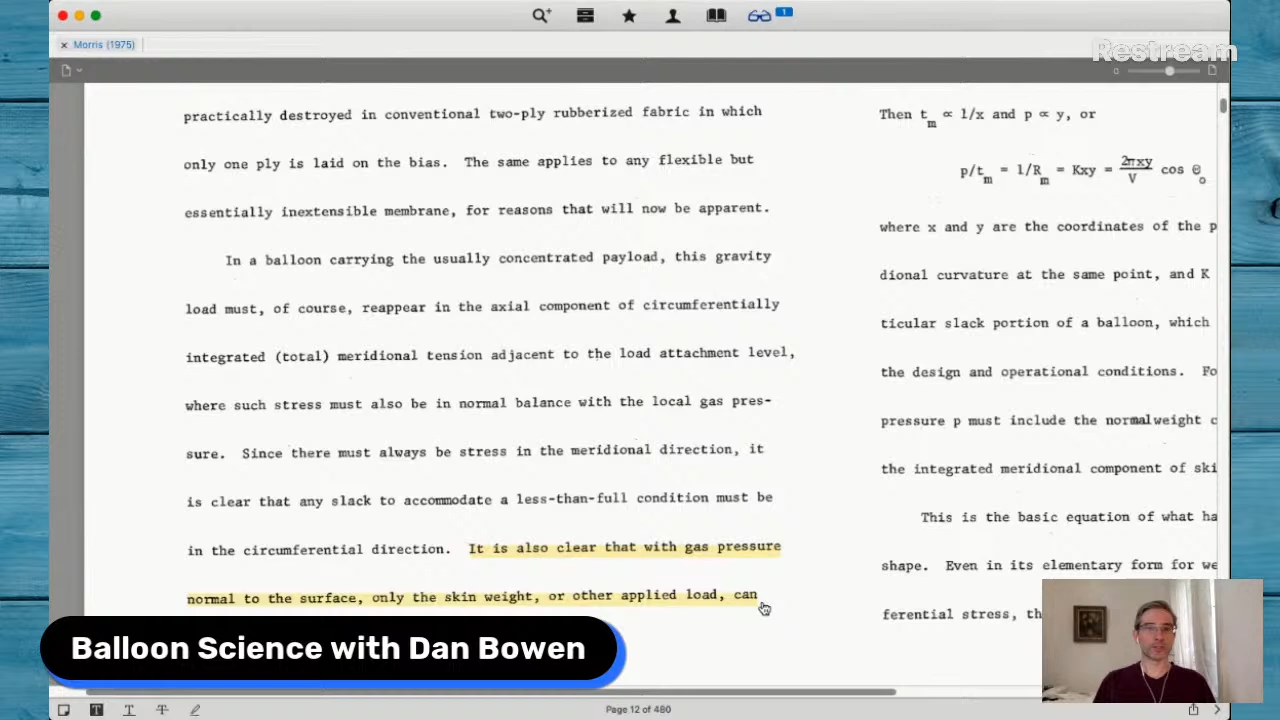 1
Morris (1975)
Restream
practically destroyed in conventional two-ply rubberized fabric in which
only one ply is laid on the bias. The same applies to any flexible but
essentially inextensible membrane, for reasons that will now be apparent.
In a balloon carrying the usually concentrated payload, this gravity
load must, of course, reappear in the axial component of circumferentially
integrated (total) meridional tension adjacent to the load attachment level,
where such stress must also be in normal balance with the local gas pres-
sure. Since there must always be stress in the meridional direction, it
is clear that any slack to accommodate a less-than-full condition must be
in the circumferential direction. It is also clear that with gas pressure
normal to the surface, only the skin weight, or other applied load, can
Then t_m ∝ 1/x and p ∝ y, or
p/t_m = 1/R_m = Kxy = 2πxy/V cos Θ_o
where x and y are the coordinates of the p
dional curvature at the same point, and K
ticular slack portion of a balloon, which
the design and operational conditions. Fo
pressure p must include the normal weight c
the integrated meridional component of ski
This is the basic equation of what ha
shape. Even in its elementary form for we
ferential stress, th
Balloon Science with Dan Bowen
Page 12 of 480